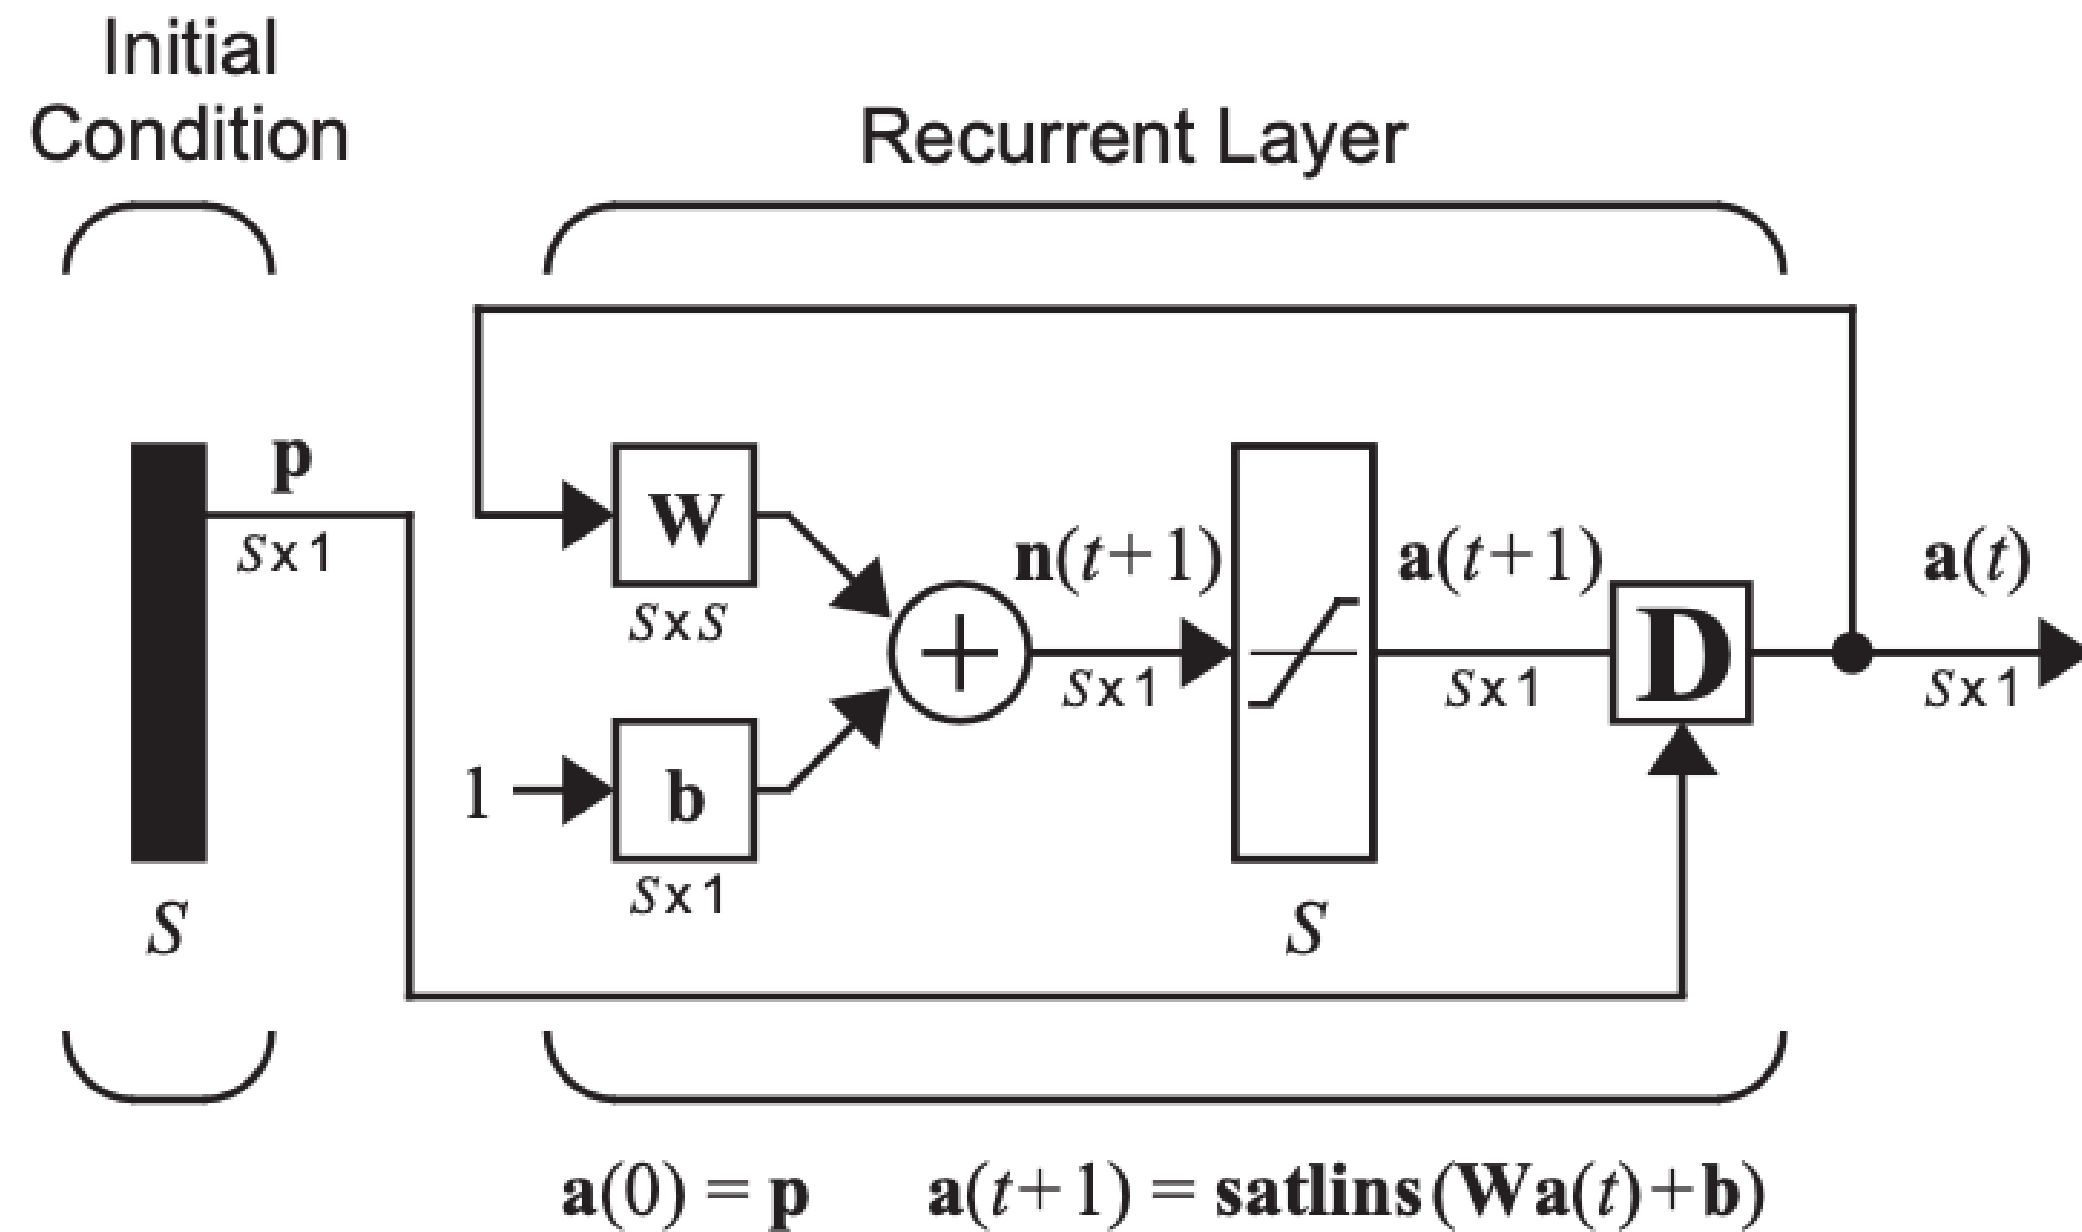 Initial
Condition
Recurrent Layer
p
S x 1
S
W
S x S
1
b
S x 1
n(t+1)
S x 1
S
a(t+1)
S x 1
D
a(t)
S x 1
a(0) = p a(t+1) = satlins(Wa(t)+b)